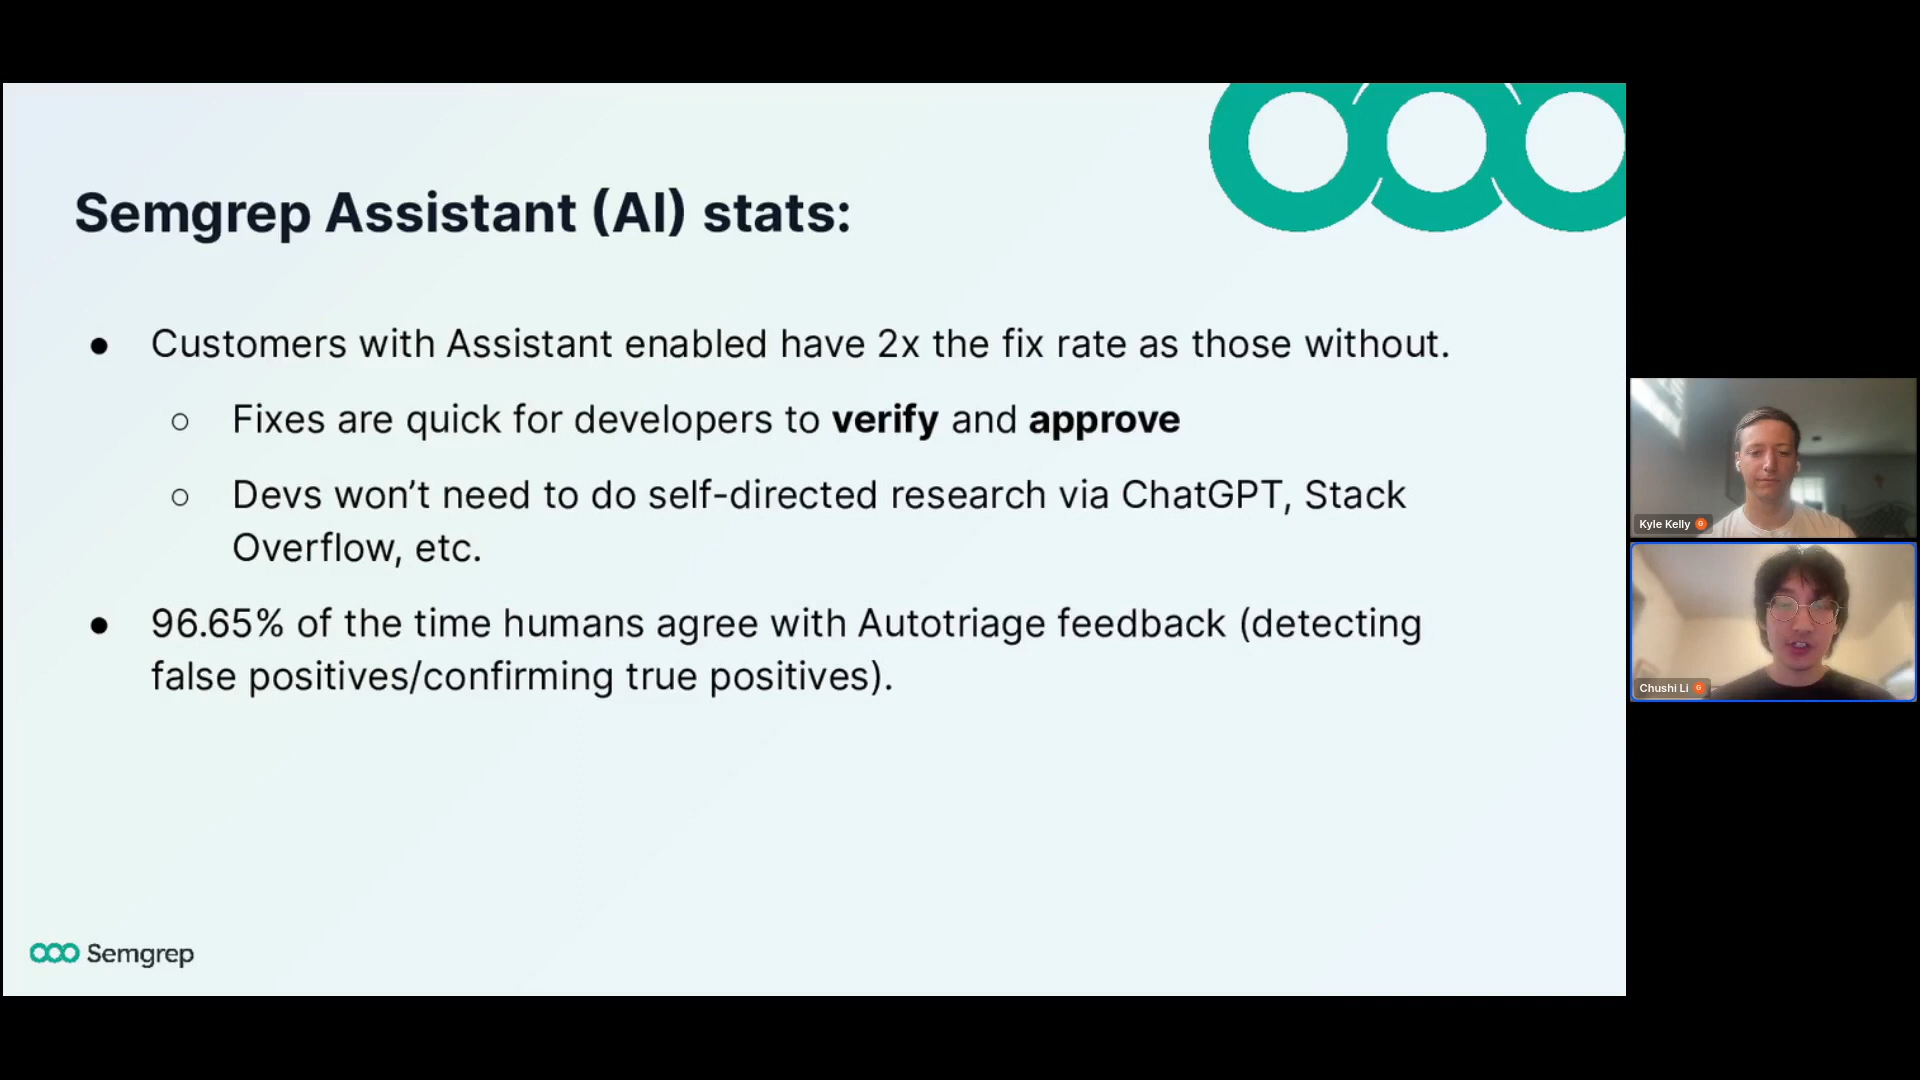 Semgrep Assistant (AI) stats:
● Customers with Assistant enabled have 2x the fix rate as those without.
○ Fixes are quick for developers to verify and approve
○ Devs won’t need to do self-directed research via ChatGPT, Stack
Overflow, etc.
● 96.65% of the time humans agree with Autotriage feedback (detecting
false positives/confirming true positives).
Semgrep
Kyle Kelly
Chushi Li